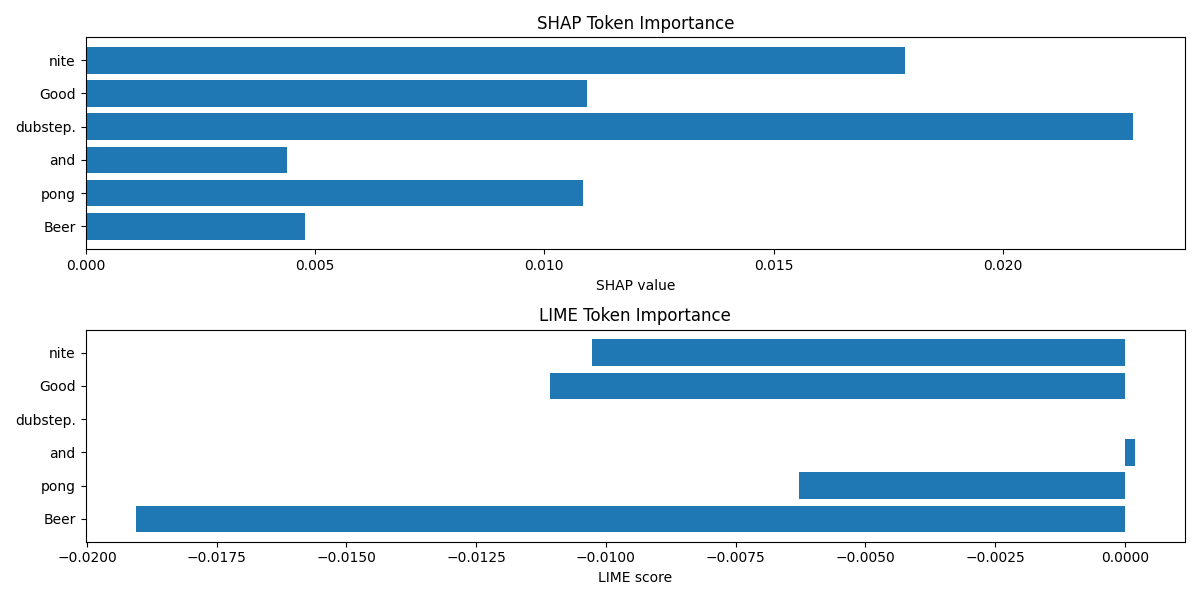 SHAP Token Importance
nite
Good
dubstep.
and
pong
Beer
0.000 0.005 0.010 0.015 0.020
SHAP value
LIME Token Importance
nite
Good
dubstep.
and
pong
Beer
−0.0200 −0.0175 −0.0150 −0.0125 −0.0100 −0.0075 −0.0050 −0.0025 0.0000
LIME score